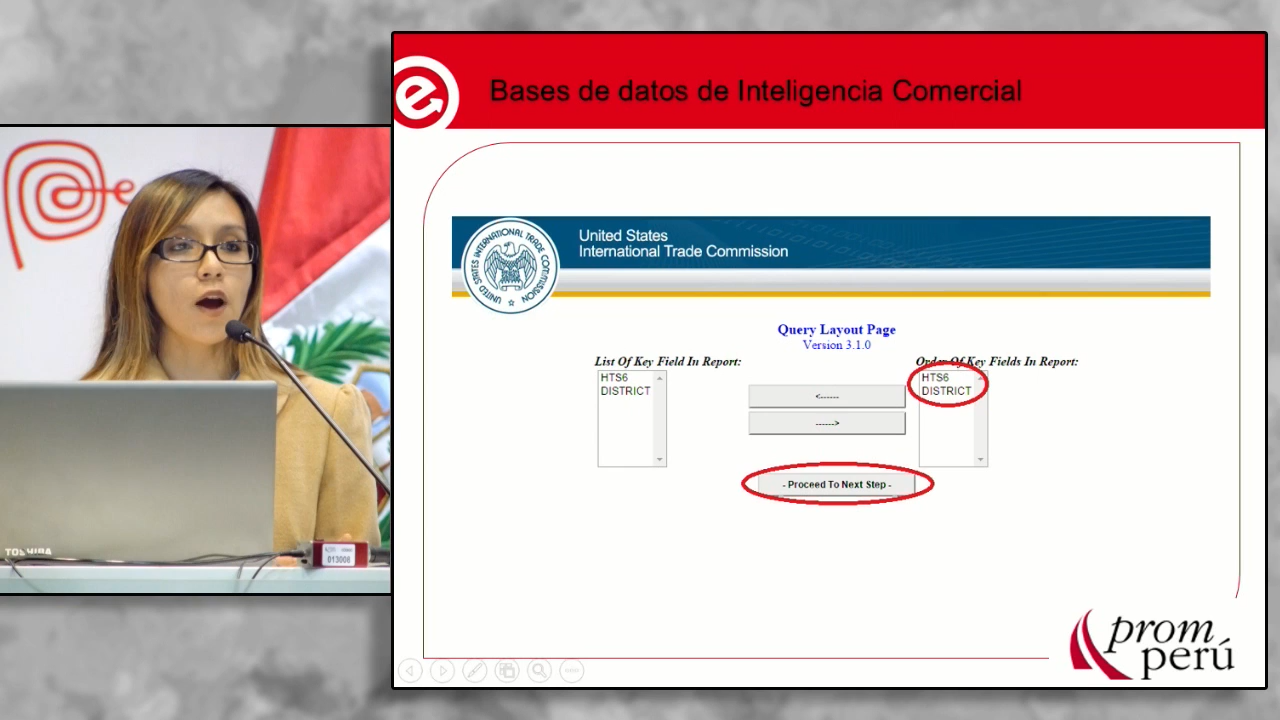 Bases de datos de Inteligencia Comercial
United States
International Trade Commission
UNITED STATES INTERNATIONAL TRADE COMMISSION
Query Layout Page
Version 3.1.0
List Of Key Field In Report:
Order Of Key Fields In Report:
HTS6
DISTRICT
<------
------>
HTS6
DISTRICT
- Proceed To Next Step -
prom
perú
TOSHIBA
013008